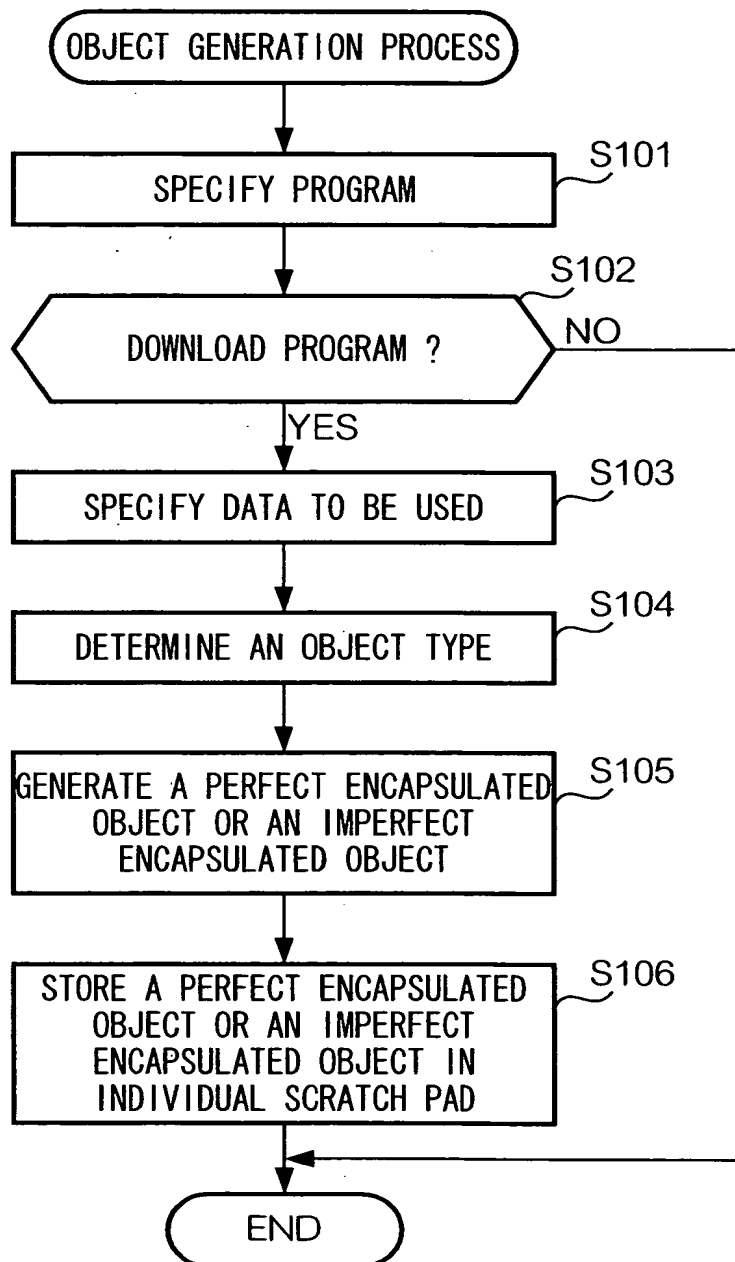 OBJECT GENERATION PROCESS
S101
SPECIFY PROGRAM
S102
DOWNLOAD PROGRAM ?
NO
YES
S103
SPECIFY DATA TO BE USED
S104
DETERMINE AN OBJECT TYPE
S105
GENERATE A PERFECT ENCAPSULATED
OBJECT OR AN IMPERFECT
ENCAPSULATED OBJECT
S106
STORE A PERFECT ENCAPSULATED
OBJECT OR AN IMPERFECT
ENCAPSULATED OBJECT IN
INDIVIDUAL SCRATCH PAD
END